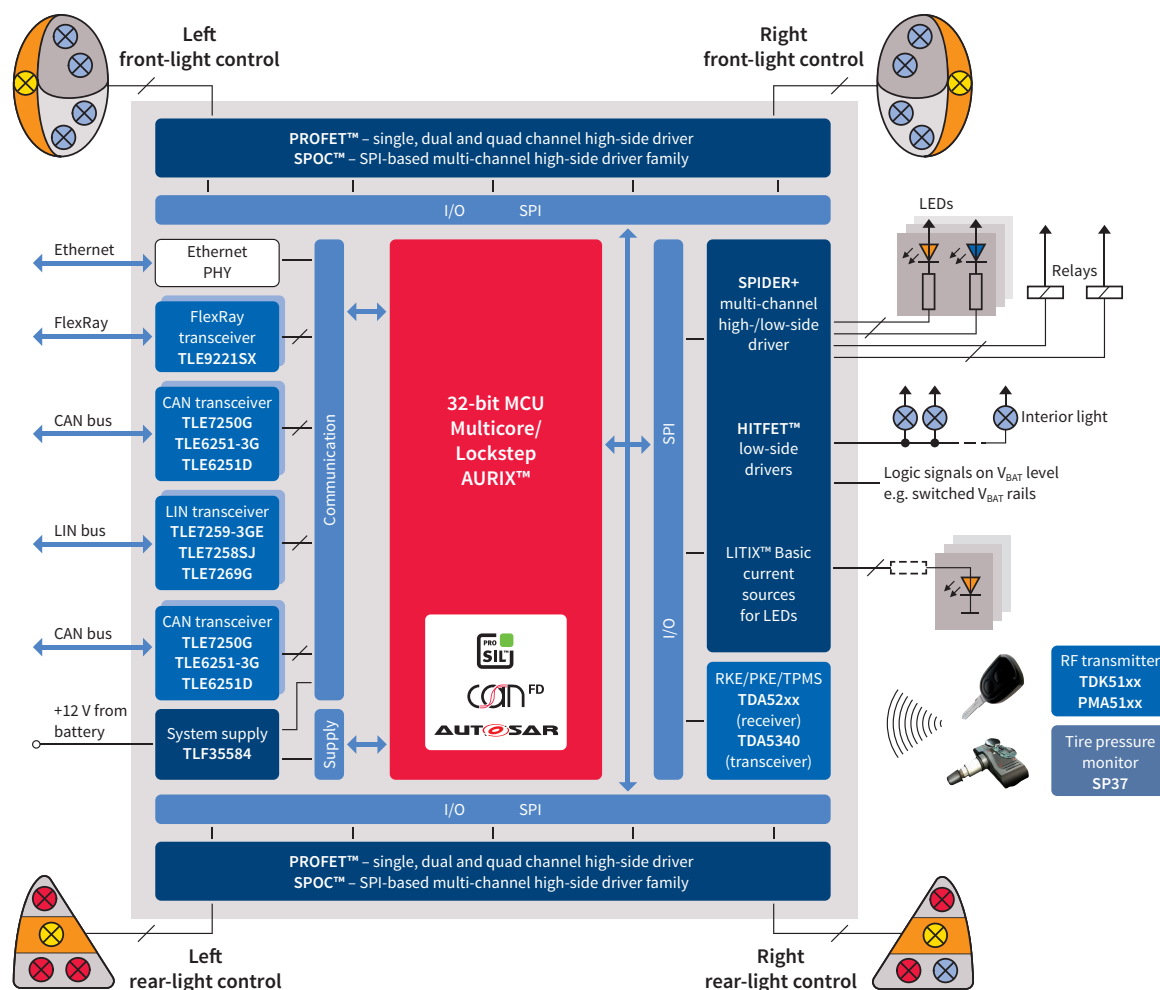 Left
front-light control
Right
front-light control
PROFET™ – single, dual and quad channel high-side driver
SPOC™ – SPI-based multi-channel high-side driver family
I/O SPI
Ethernet
Ethernet
PHY
FlexRay
FlexRay
transceiver
TLE9221SX
CAN bus
CAN transceiver
TLE7250G
TLE6251-3G
TLE6251D
LIN bus
LIN transceiver
TLE7259-3GE
TLE7258SJ
TLE7269G
CAN bus
CAN transceiver
TLE7250G
TLE6251-3G
TLE6251D
+12 V from
battery
System supply
TLF35584
Communication
Supply
32-bit MCU
Multicore/
Lockstep
AURIX™
PRO
SIL™
CAN FD
AUTOSAR
SPI
I/O
SPIDER+
multi-channel
high-/low-side
driver
HITFET™
low-side
drivers
LITIX™ Basic
current
sources
for LEDs
RKE/PKE/TPMS
TDA52xx
(receiver)
TDA5340
(transceiver)
LEDs
Relays
Interior light
Logic signals on VBAT level
e.g. switched VBAT rails
RF transmitter
TDK51xx
PMA51xx
Tire pressure
monitor
SP37
I/O SPI
PROFET™ – single, dual and quad channel high-side driver
SPOC™ – SPI-based multi-channel high-side driver family
Left
rear-light control
Right
rear-light control